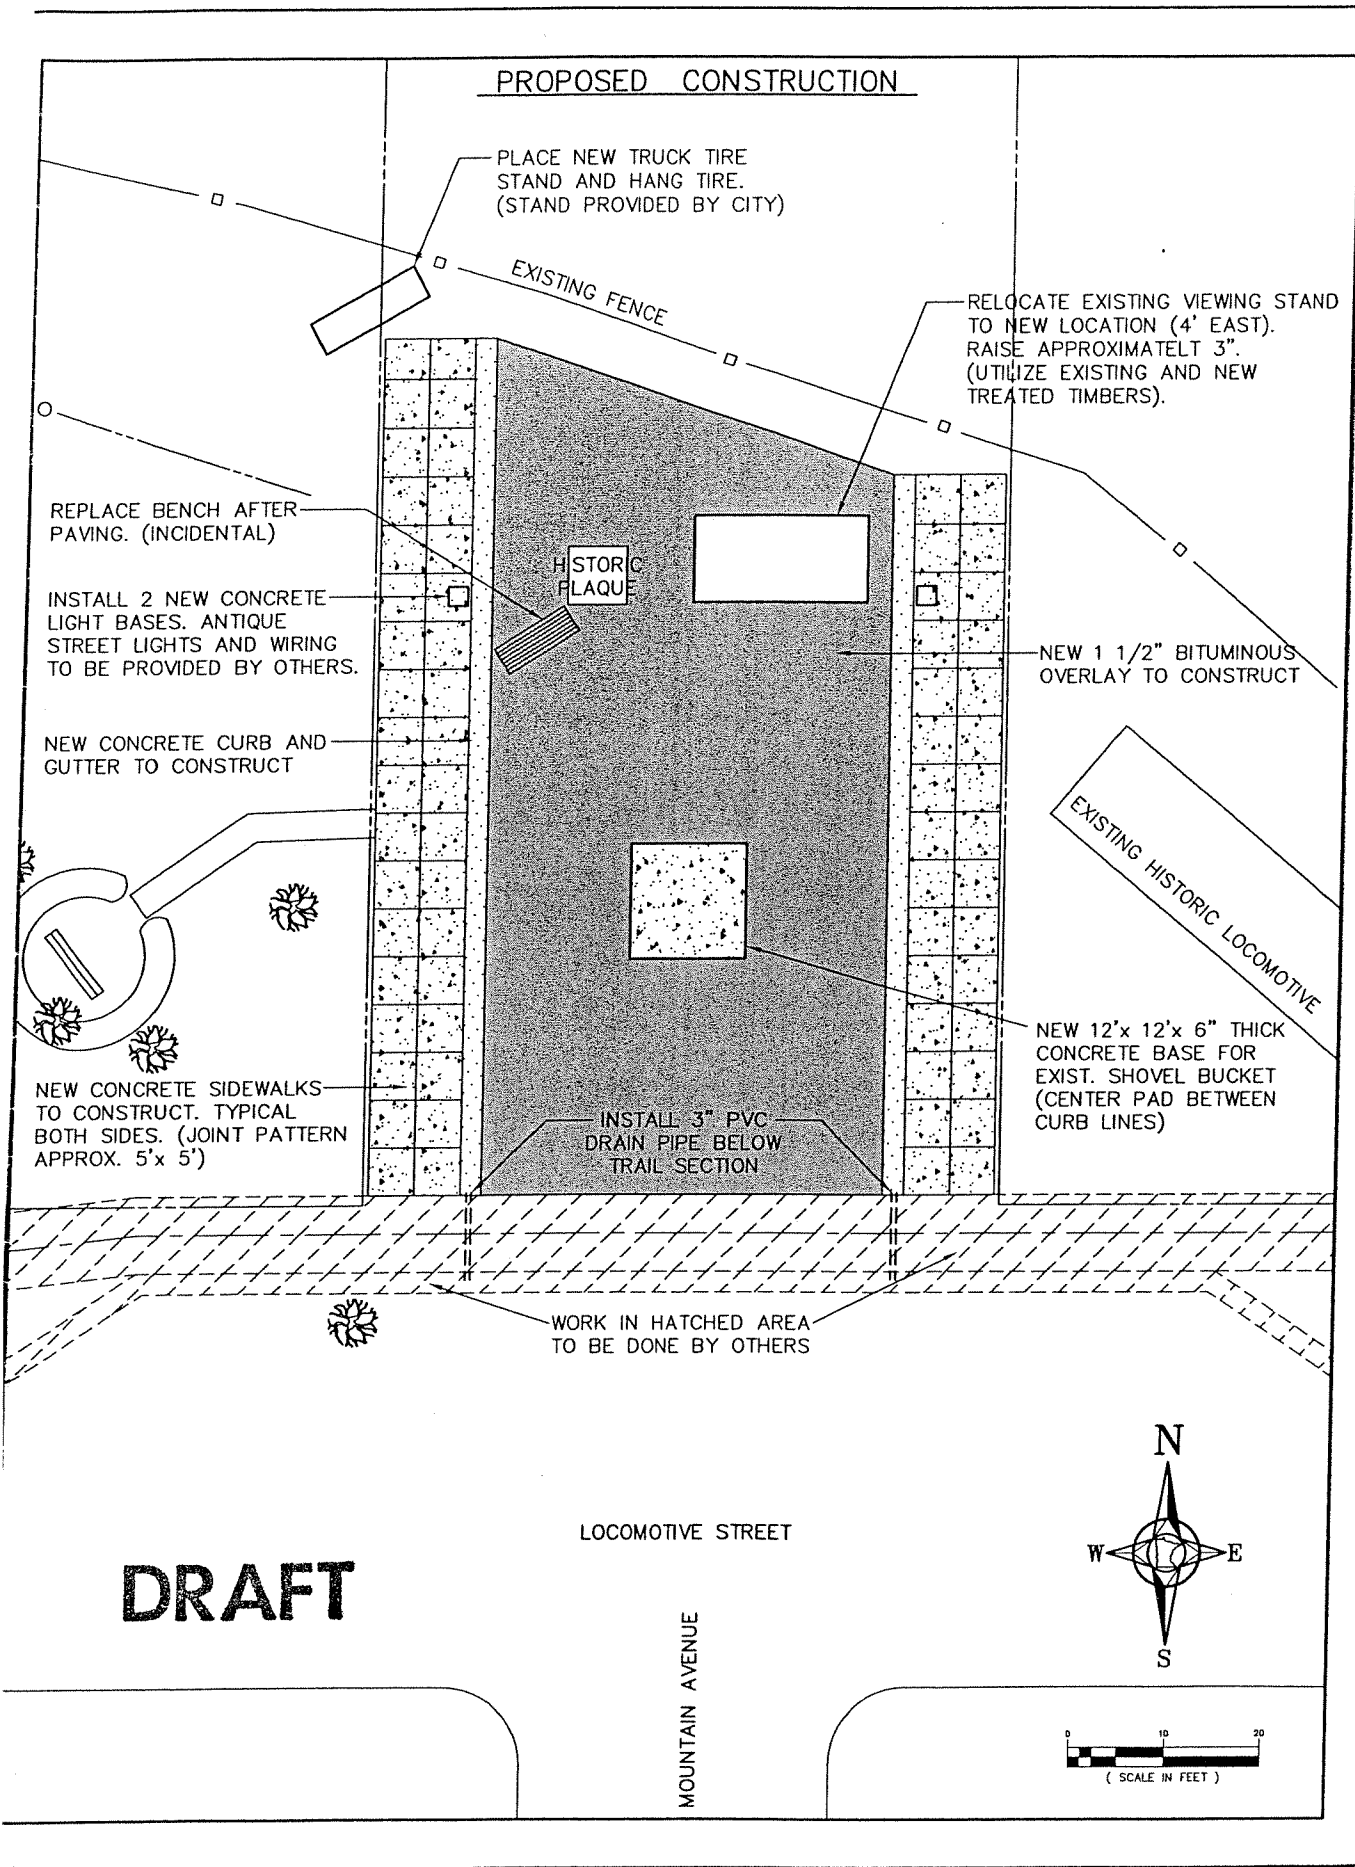 PROPOSED CONSTRUCTION
PLACE NEW TRUCK TIRE
STAND AND HANG TIRE.
(STAND PROVIDED BY CITY)
EXISTING FENCE
RELOCATE EXISTING VIEWING STAND
TO NEW LOCATION (4' EAST).
RAISE APPROXIMATELT 3".
(UTILIZE EXISTING AND NEW
TREATED TIMBERS).
REPLACE BENCH AFTER
PAVING. (INCIDENTAL)
HISTORIC
PLAQUE
INSTALL 2 NEW CONCRETE
LIGHT BASES. ANTIQUE
STREET LIGHTS AND WIRING
TO BE PROVIDED BY OTHERS.
NEW 1 1/2" BITUMINOUS
OVERLAY TO CONSTRUCT
NEW CONCRETE CURB AND
GUTTER TO CONSTRUCT
EXISTING HISTORIC LOCOMOTIVE
NEW 12'x 12'x 6" THICK
CONCRETE BASE FOR
EXIST. SHOVEL BUCKET
(CENTER PAD BETWEEN
CURB LINES)
NEW CONCRETE SIDEWALKS
TO CONSTRUCT. TYPICAL
BOTH SIDES. (JOINT PATTERN
APPROX. 5'x 5')
INSTALL 3" PVC
DRAIN PIPE BELOW
TRAIL SECTION
WORK IN HATCHED AREA
TO BE DONE BY OTHERS
N
W
E
S
LOCOMOTIVE STREET
DRAFT
MOUNTAIN AVENUE
0 10 20
( SCALE IN FEET )